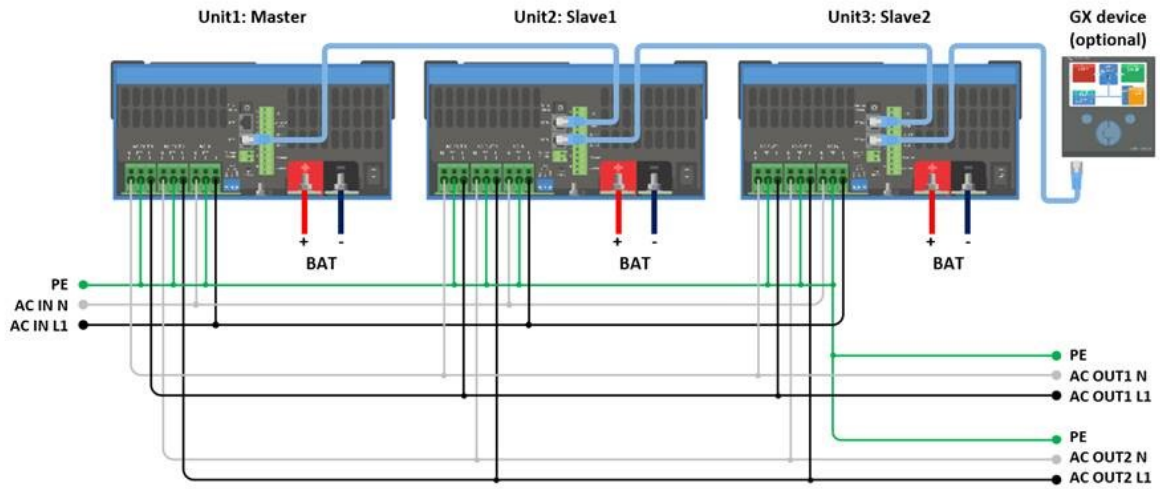 Unit1: Master
Unit2: Slave1
Unit3: Slave2
GX device
(optional)
+ -
BAT
+ -
BAT
+ -
BAT
PE
AC IN N
AC IN L1
PE
AC OUT1 N
AC OUT1 L1
PE
AC OUT2 N
AC OUT2 L1